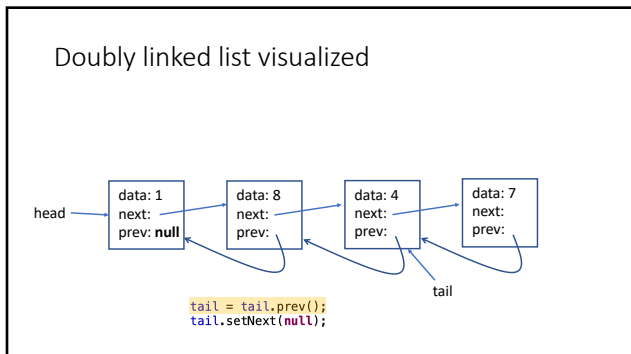 Doubly linked list visualized
head
data: 1
next:
prev: null
data: 8
next:
prev:
data: 4
next:
prev:
data: 7
next:
prev:
tail
tail = tail.prev();
tail.setNext(null);